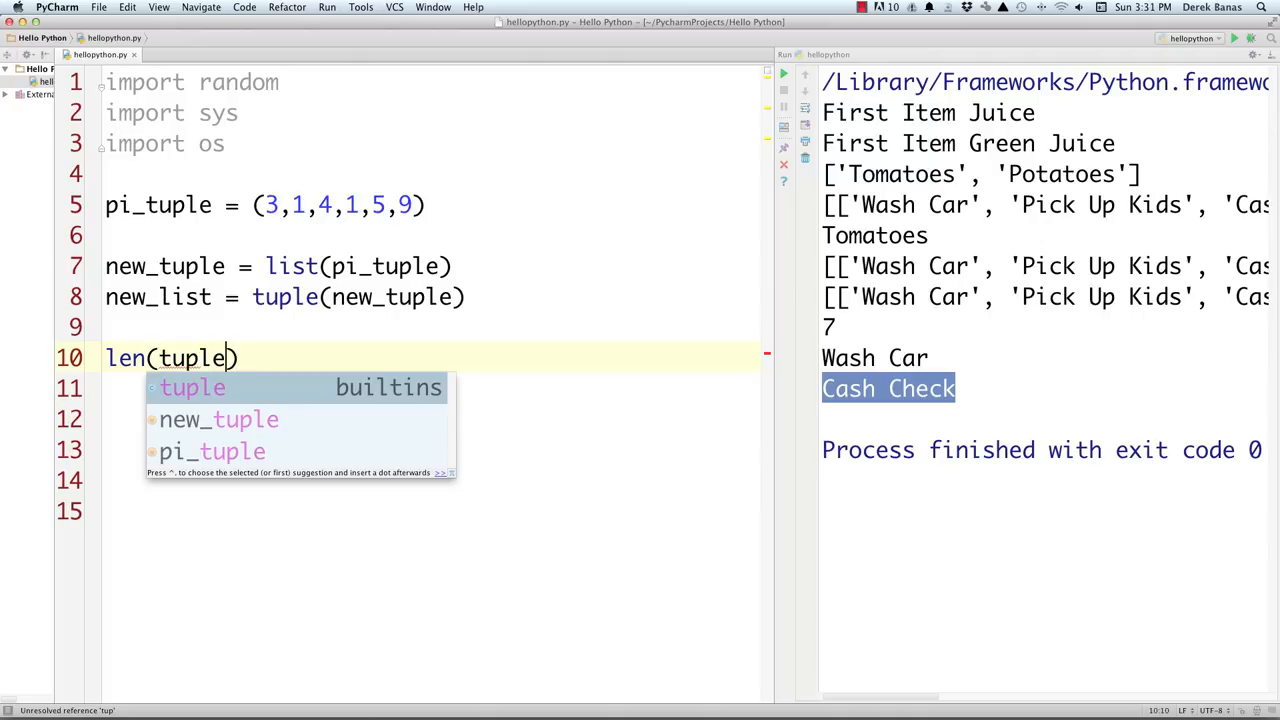 PyCharm File Edit View Navigate Code Refactor Run Tools VCS Window Help 10 Sun 3:31 PM Derek Banas
hellopython.py – Hello Python – [~/PycharmProjects/Hello Python]
Hello Python hellopython.py hellopython
hellopython.py × Run hellopython
Hello P
hell
Extern
1 import random
2 import sys
3 import os
4
5 pi_tuple = (3,1,4,1,5,9)
6
7 new_tuple = list(pi_tuple)
8 new_list = tuple(new_tuple)
9
10 len(tuple)
11
12
13
14
15
tuple builtins
new_tuple
pi_tuple
Press ^. to choose the selected (or first) suggestion and insert a dot afterwards >> π
/Library/Frameworks/Python.framewo
First Item Juice
First Item Green Juice
['Tomatoes', 'Potatoes']
[['Wash Car', 'Pick Up Kids', 'Cas
Tomatoes
[['Wash Car', 'Pick Up Kids', 'Cas
[['Wash Car', 'Pick Up Kids', 'Cas
7
Wash Car
Cash Check
Process finished with exit code 0
Unresolved reference 'tup' 10:10 LF UTF-8